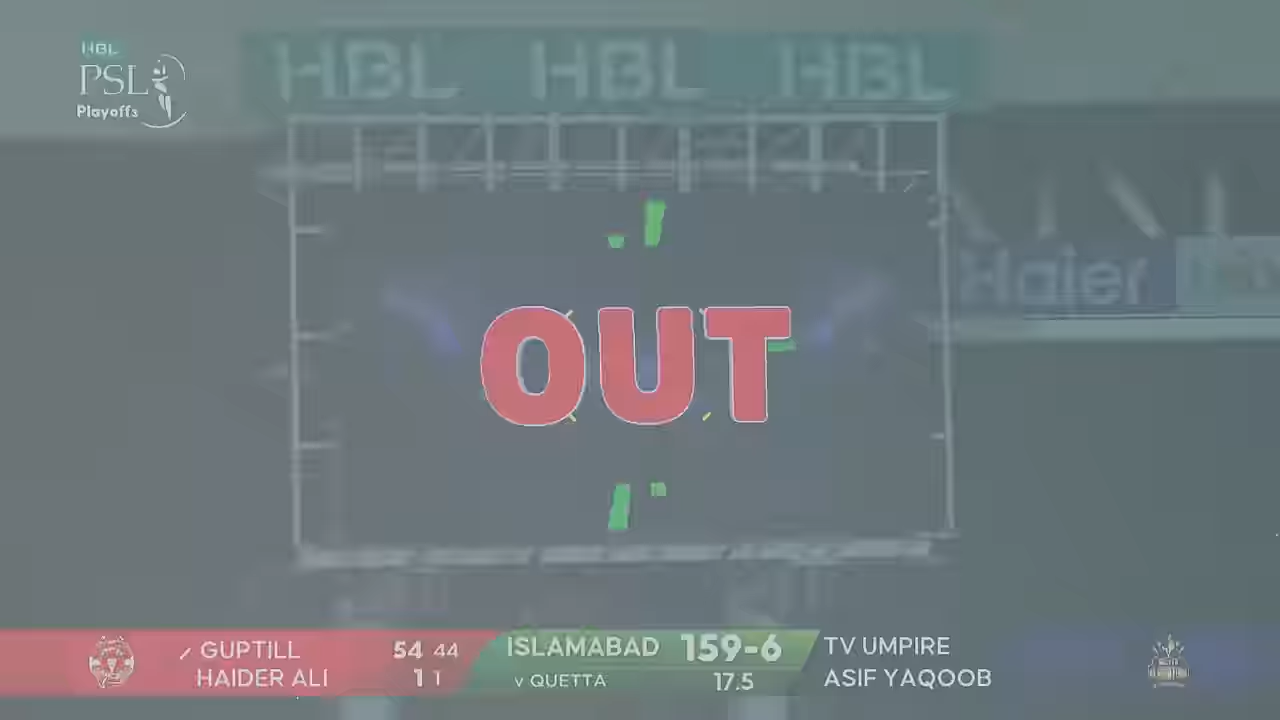 HBL
PSL
Playoffs
HBL HBL HBL
Haier
OUT
GUPTILL 54 44
HAIDER ALI 1 1
ISLAMABAD 159-6
v QUETTA 17.5
TV UMPIRE
ASIF YAQOOB